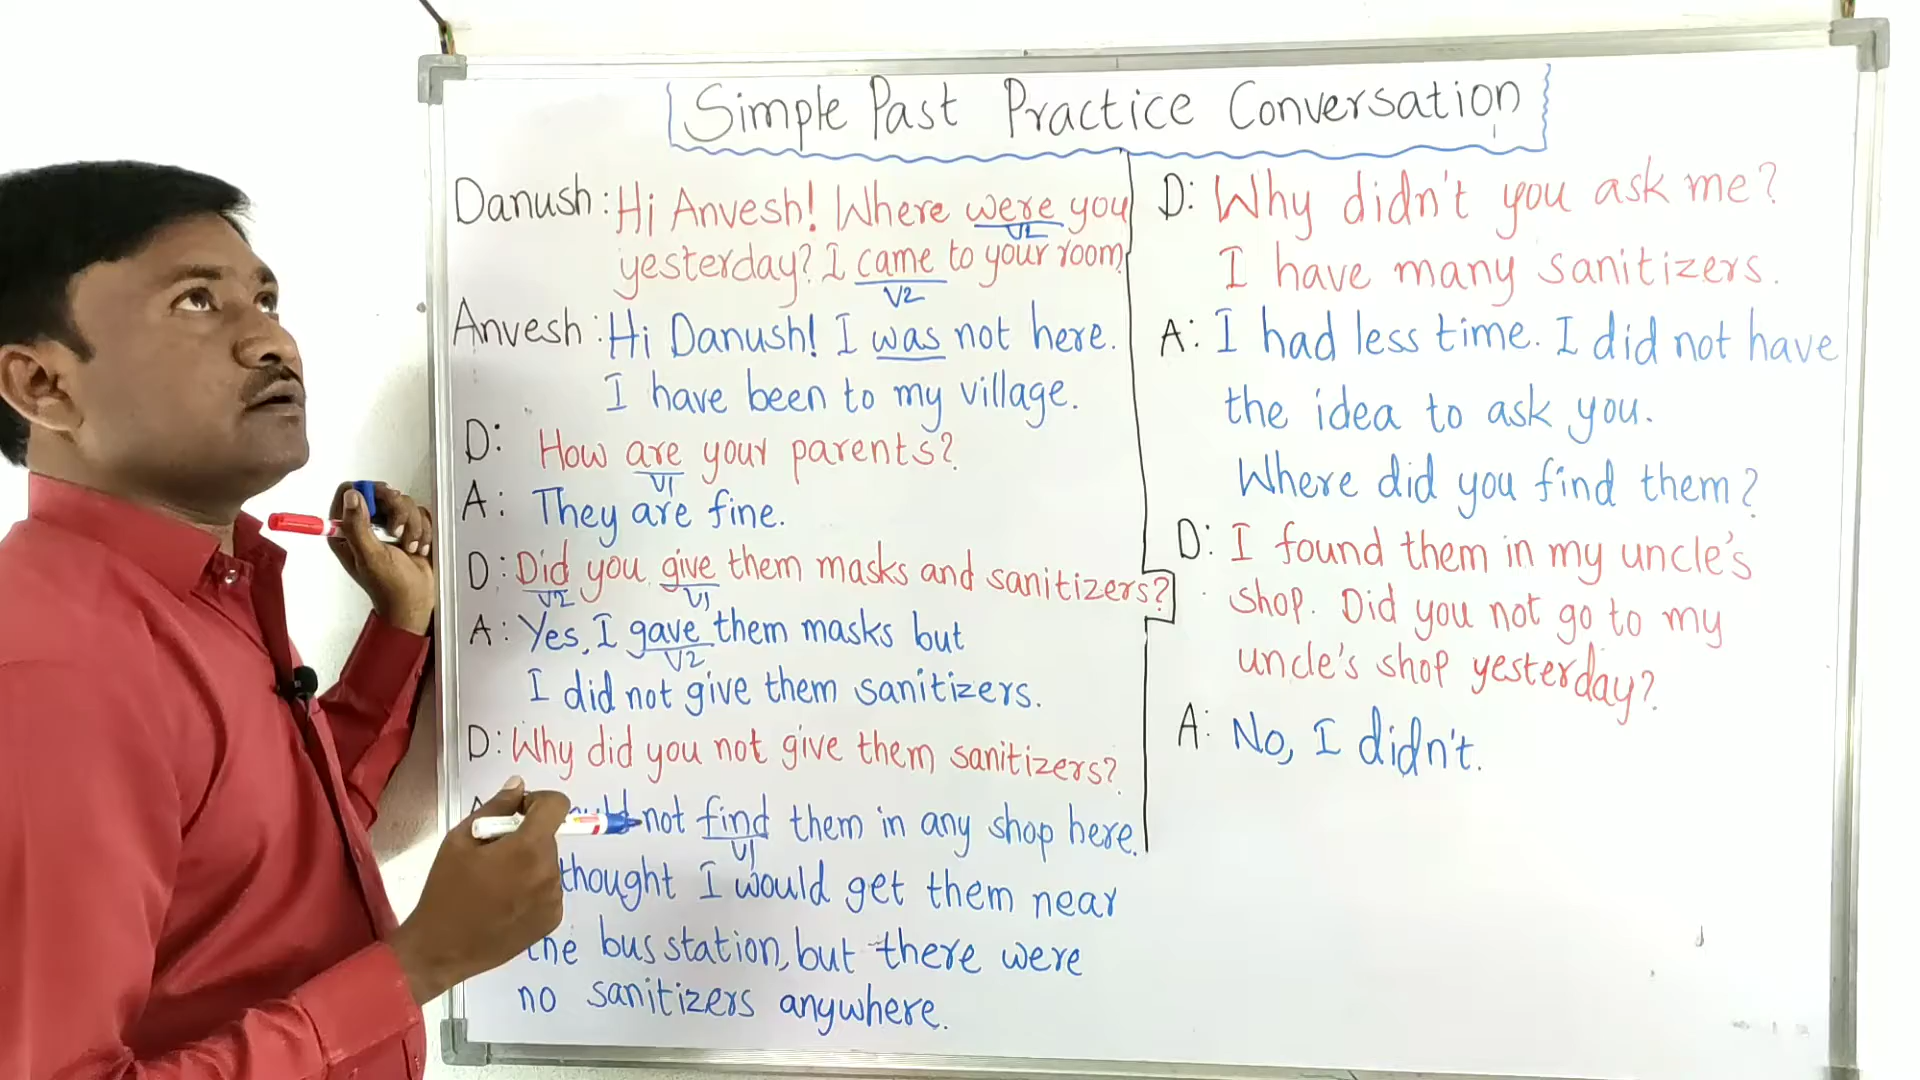 Simple Past Practice Conversation
Danush: Hi Anvesh! Where were you
V2
yesterday? I came to your room
V2
Anvesh: Hi Danush! I was not here.
I have been to my village.
D: How are your parents?
V1
A: They are fine.
D: Did you give them masks and sanitizers?
V2 V1
A: Yes, I gave them masks but
V2
I did not give them sanitizers.
D: Why did you not give them sanitizers?
not find them in any shop here.
V1
thought I would get them near
the bus station, but there were
no sanitizers anywhere.
D: Why didn't you ask me?
I have many sanitizers.
A: I had less time. I did not have
the idea to ask you.
Where did you find them?
D: I found them in my uncle's
shop. Did you not go to my
uncle's shop yesterday?
A: No, I didn't.